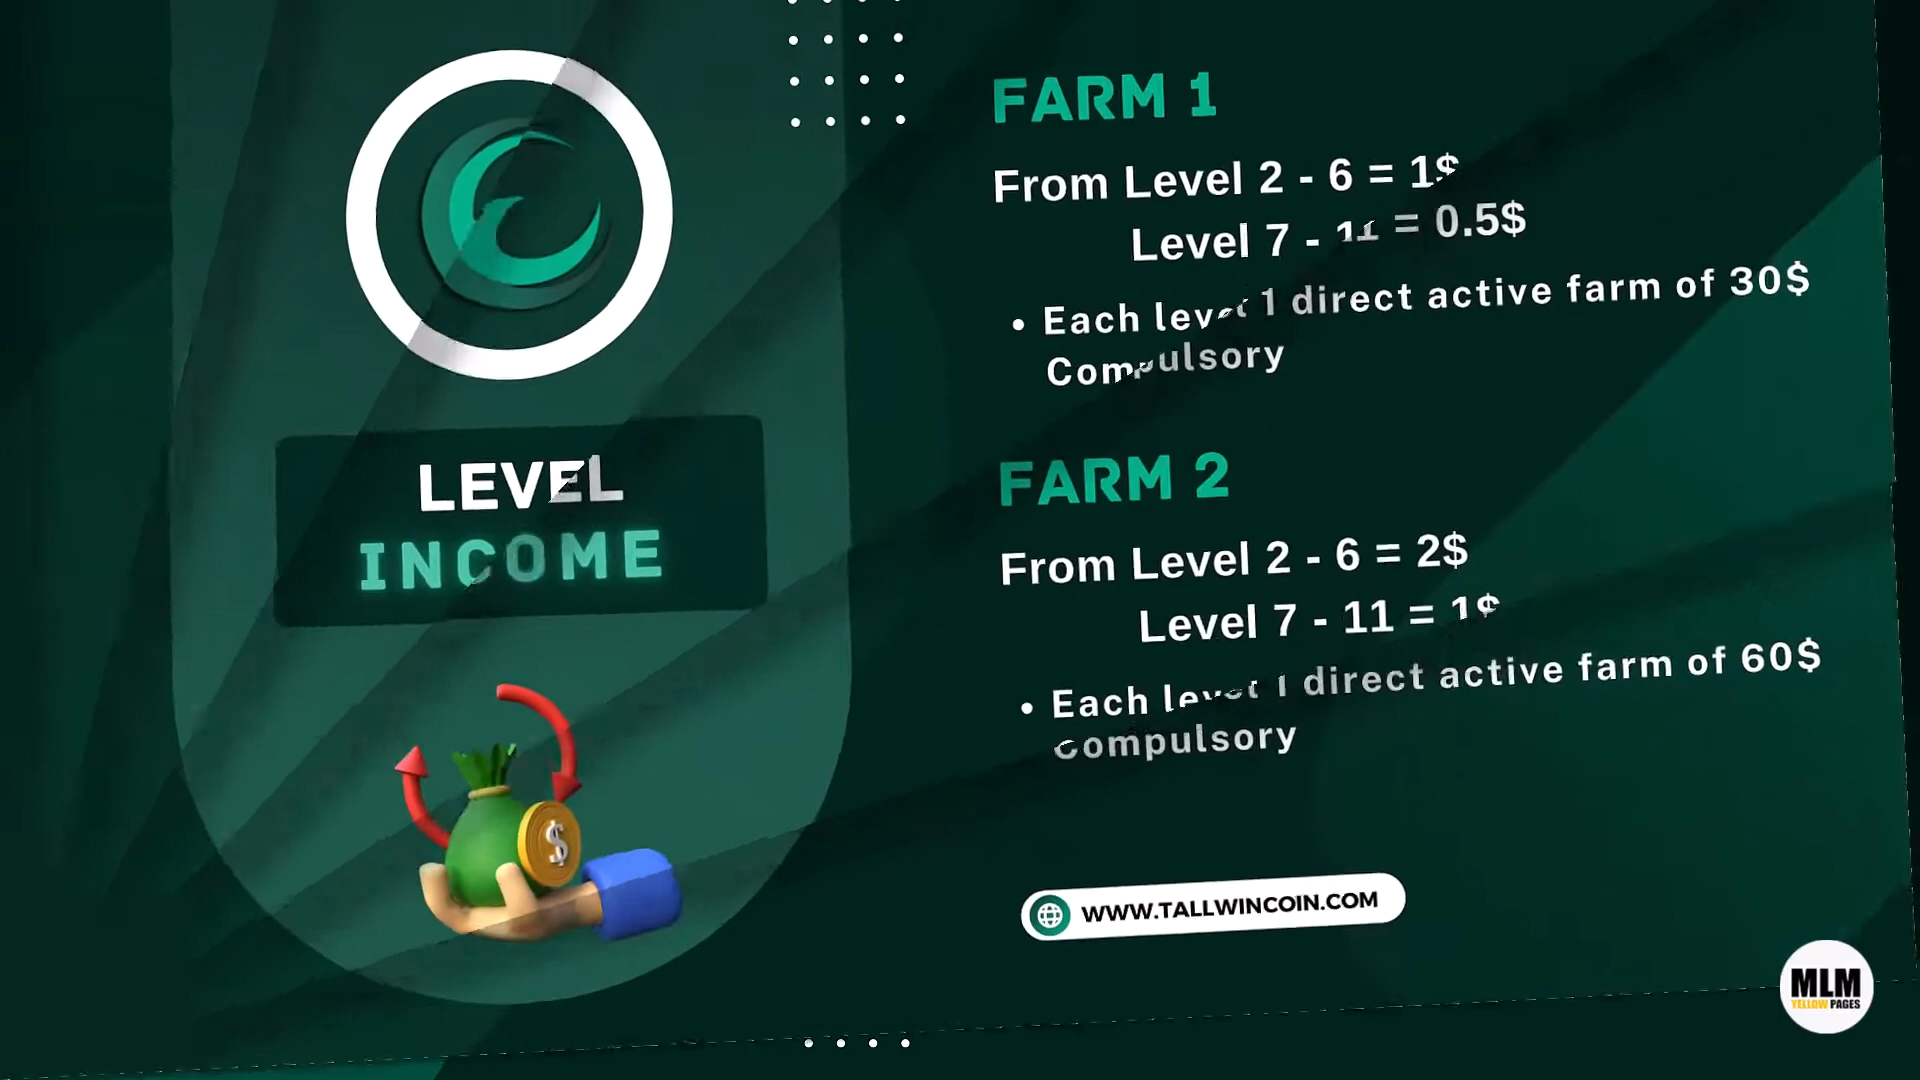 LEVEL
INCOME
FARM 1
From Level 2 - 6 = 1$
Level 7 - 11 = 0.5$
• Each level 1 direct active farm of 30$
Compulsory
FARM 2
From Level 2 - 6 = 2$
Level 7 - 11 = 1$
• Each level 1 direct active farm of 60$
compulsory
WWW.TALLWINCOIN.COM
MLM
YELLOW PAGES